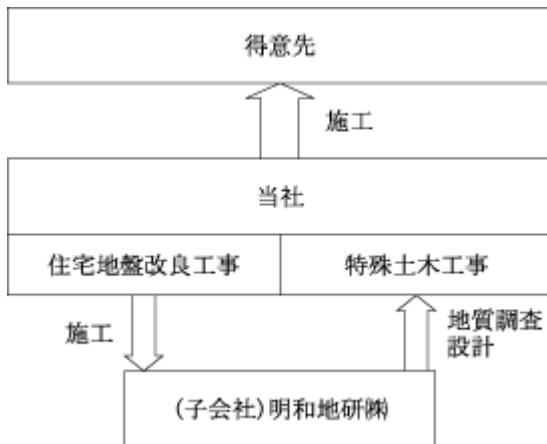 得意先
施工
当社
住宅地盤改良工事
特殊土木工事
施工
地質調査
設計
(子会社)明和地研㈱